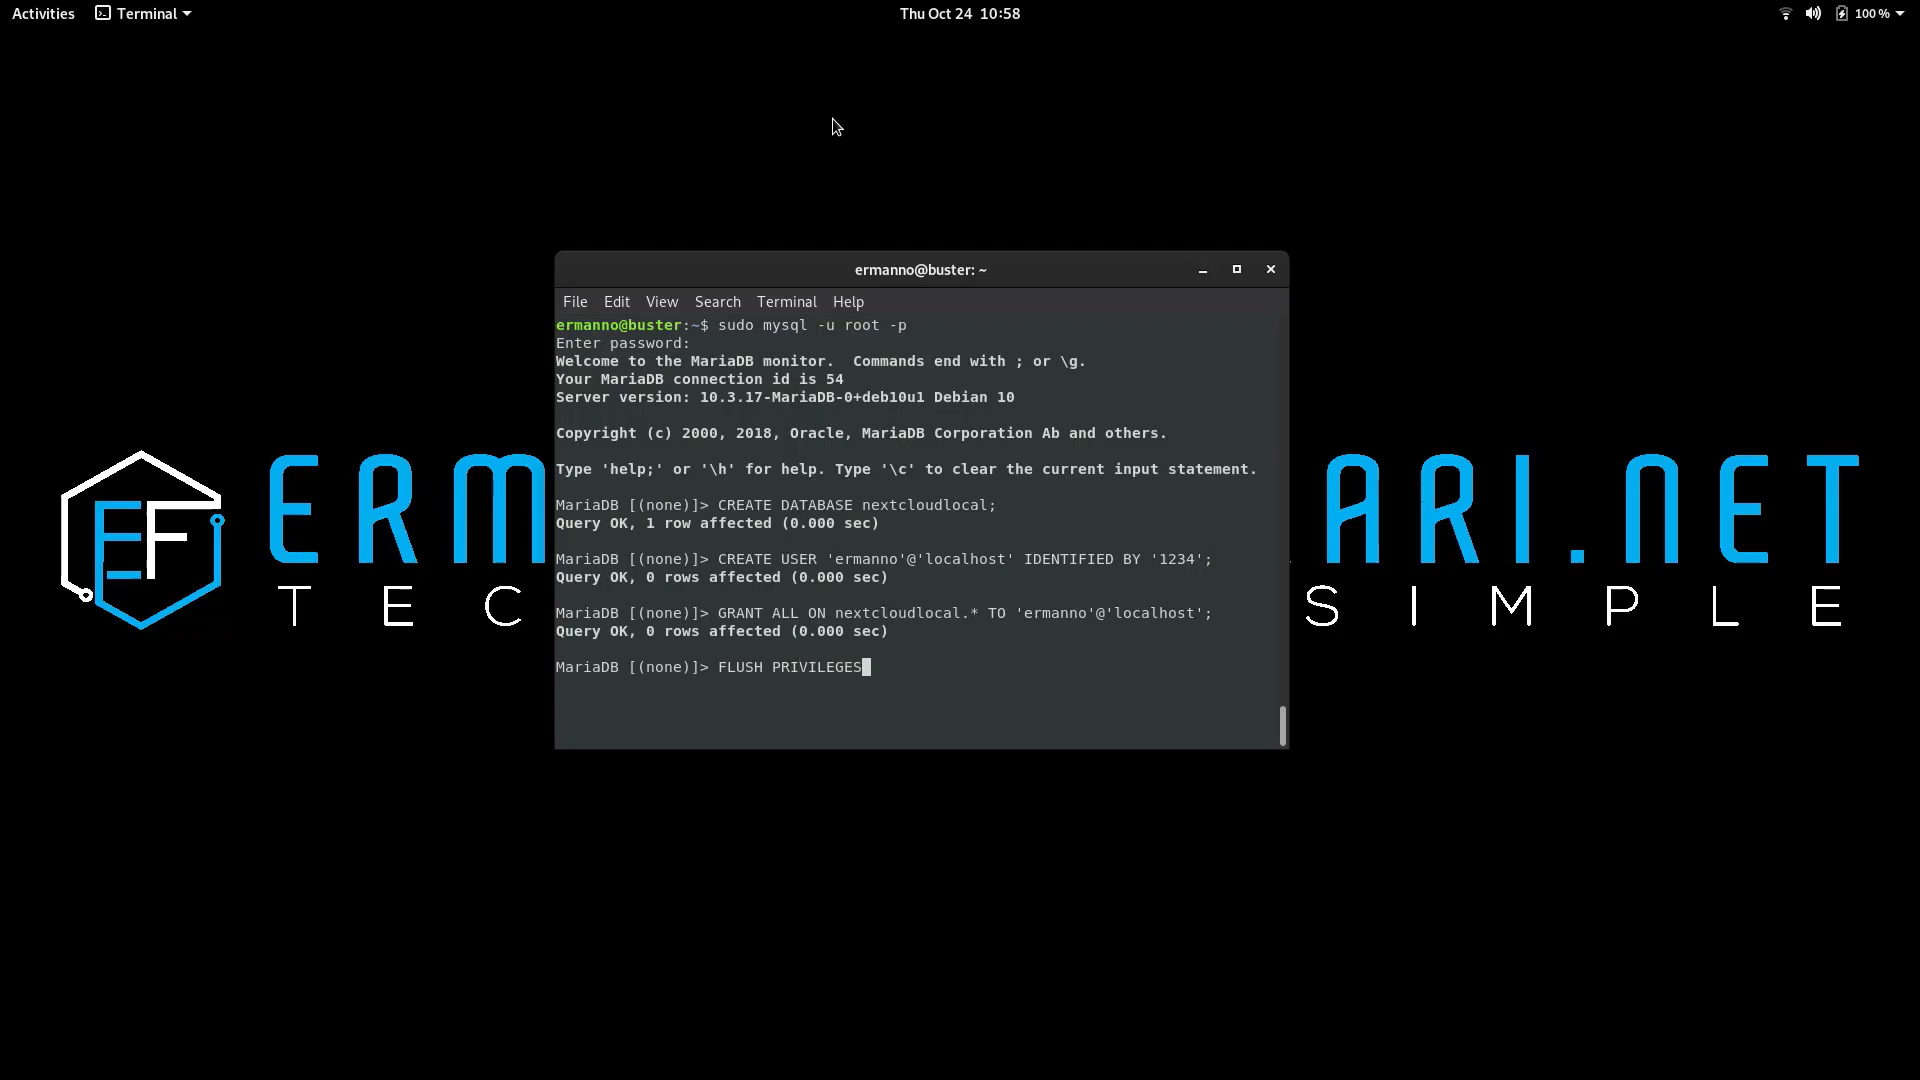 Activities Terminal Thu Oct 24 10:58 100 %
ermanno@buster: ~
File Edit View Search Terminal Help
ermanno@buster:~$ sudo mysql -u root -p
Enter password:
Welcome to the MariaDB monitor.  Commands end with ; or \g.
Your MariaDB connection id is 54
Server version: 10.3.17-MariaDB-0+deb10u1 Debian 10
Copyright (c) 2000, 2018, Oracle, MariaDB Corporation Ab and others.
Type 'help;' or '\h' for help. Type '\c' to clear the current input statement.
MariaDB [(none)]> CREATE DATABASE nextcloudlocal;
Query OK, 1 row affected (0.000 sec)
MariaDB [(none)]> CREATE USER 'ermanno'@'localhost' IDENTIFIED BY '1234';
Query OK, 0 rows affected (0.000 sec)
MariaDB [(none)]> GRANT ALL ON nextcloudlocal.* TO 'ermanno'@'localhost';
Query OK, 0 rows affected (0.000 sec)
MariaDB [(none)]> FLUSH PRIVILEGES
EF
ERM ARI.NET
TEC SIMPLE